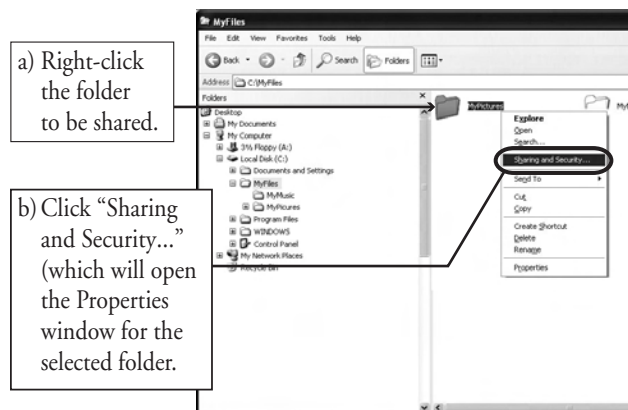 MyFiles
File Edit View Favorites Tools Help
Back Search Folders
Address C:\MyFiles
Folders
Desktop
My Documents
My Computer
3½ Floppy (A:)
Local Disk (C:)
Documents and Settings
MyFiles
MyMusic
MyPicures
Program Files
WINDOWS
Control Panel
My Network Places
Recycle Bin
MyPictures
Explore
Open
Search...
Sharing and Security...
Send To
Cut
Copy
Create Shortcut
Delete
Rename
Properties
a) Right-click
the folder
to be shared.
b) Click “Sharing
and Security...”
(which will open
the Properties
window for the
selected folder.